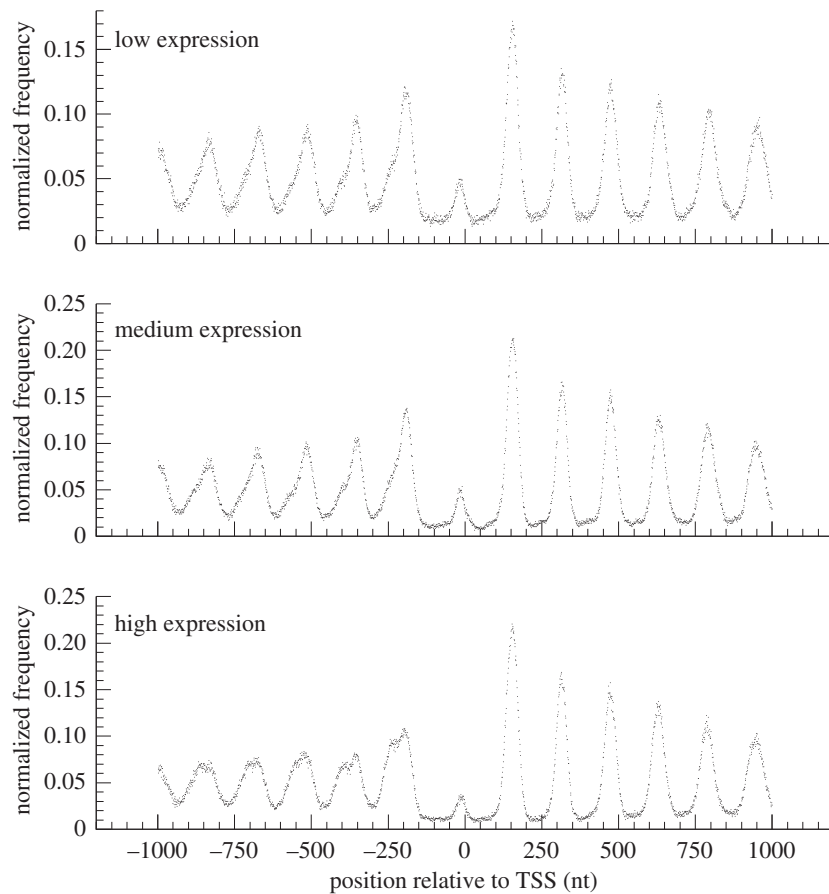 low expression
normalized frequency
0.15
0.10
0.05
0
medium expression
normalized frequency
0.25
0.20
0.15
0.10
0.05
0
high expression
normalized frequency
0.25
0.20
0.15
0.10
0.05
0
–1000 –750 –500 –250 0 250 500 750 1000
position relative to TSS (nt)